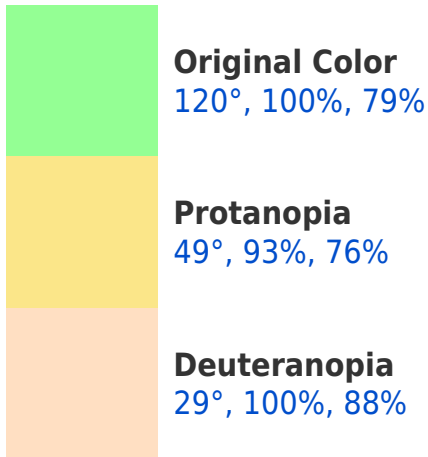 Original Color
120°, 100%, 79%
Protanopia
49°, 93%, 76%
Deuteranopia
29°, 100%, 88%